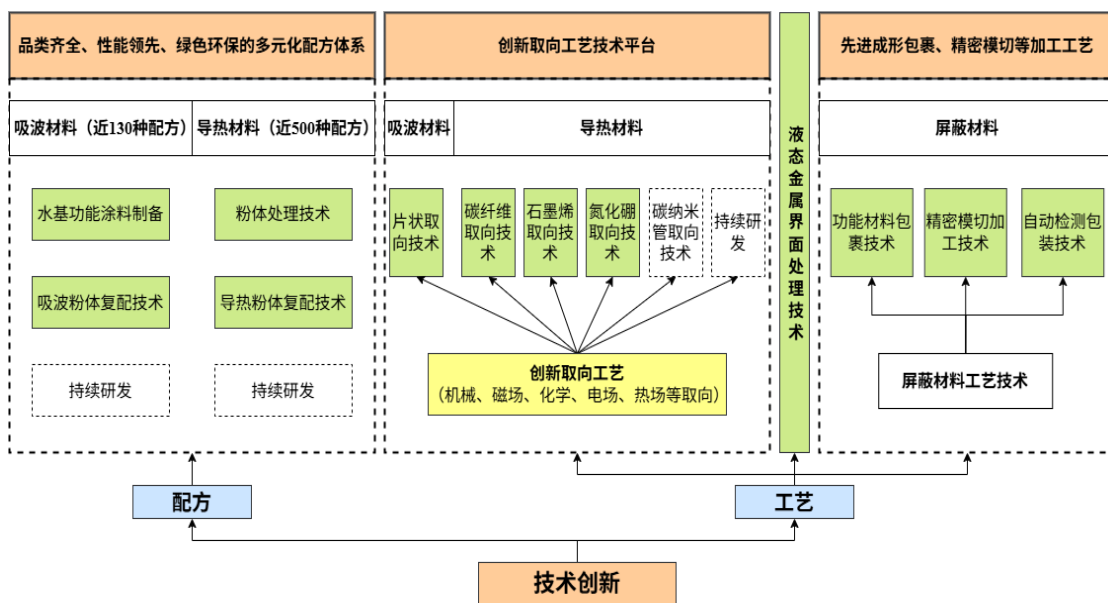 品类齐全、性能领先、绿色环保的多元化配方体系
吸波材料（近130种配方）
导热材料（近500种配方）
水基功能涂料制备
粉体处理技术
吸波粉体复配技术
导热粉体复配技术
持续研发
持续研发
创新取向工艺技术平台
吸波材料
导热材料
片状取
向技术
碳纤维
取向技
术
石墨烯
取向技
术
氮化硼
取向技
术
碳纳米
管取向
技术
持续研
发
创新取向工艺
（机械、磁场、化学、电场、热场等取向）
液态金属界面处理技术
先进成形包裹、精密模切等加工工艺
屏蔽材料
功能材料包
裹技术
精密模切加
工技术
自动检测包
装技术
屏蔽材料工艺技术
配方
工艺
技术创新